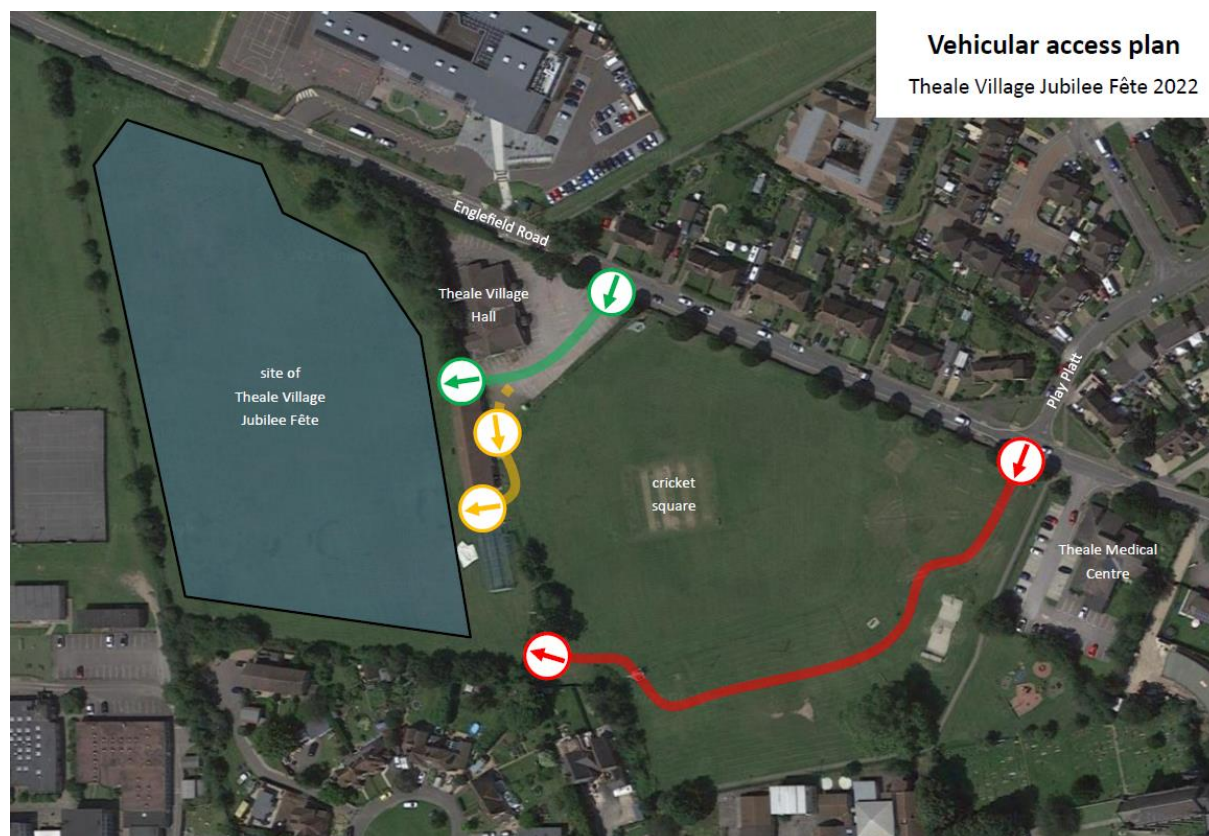 Vehicular access plan
Theale Village Jubilee Fête 2022
Englefield Road
Theale Village
Hall
Play Platt
site of
Theale Village
Jubilee Fête
cricket
square
Theale Medical
Centre